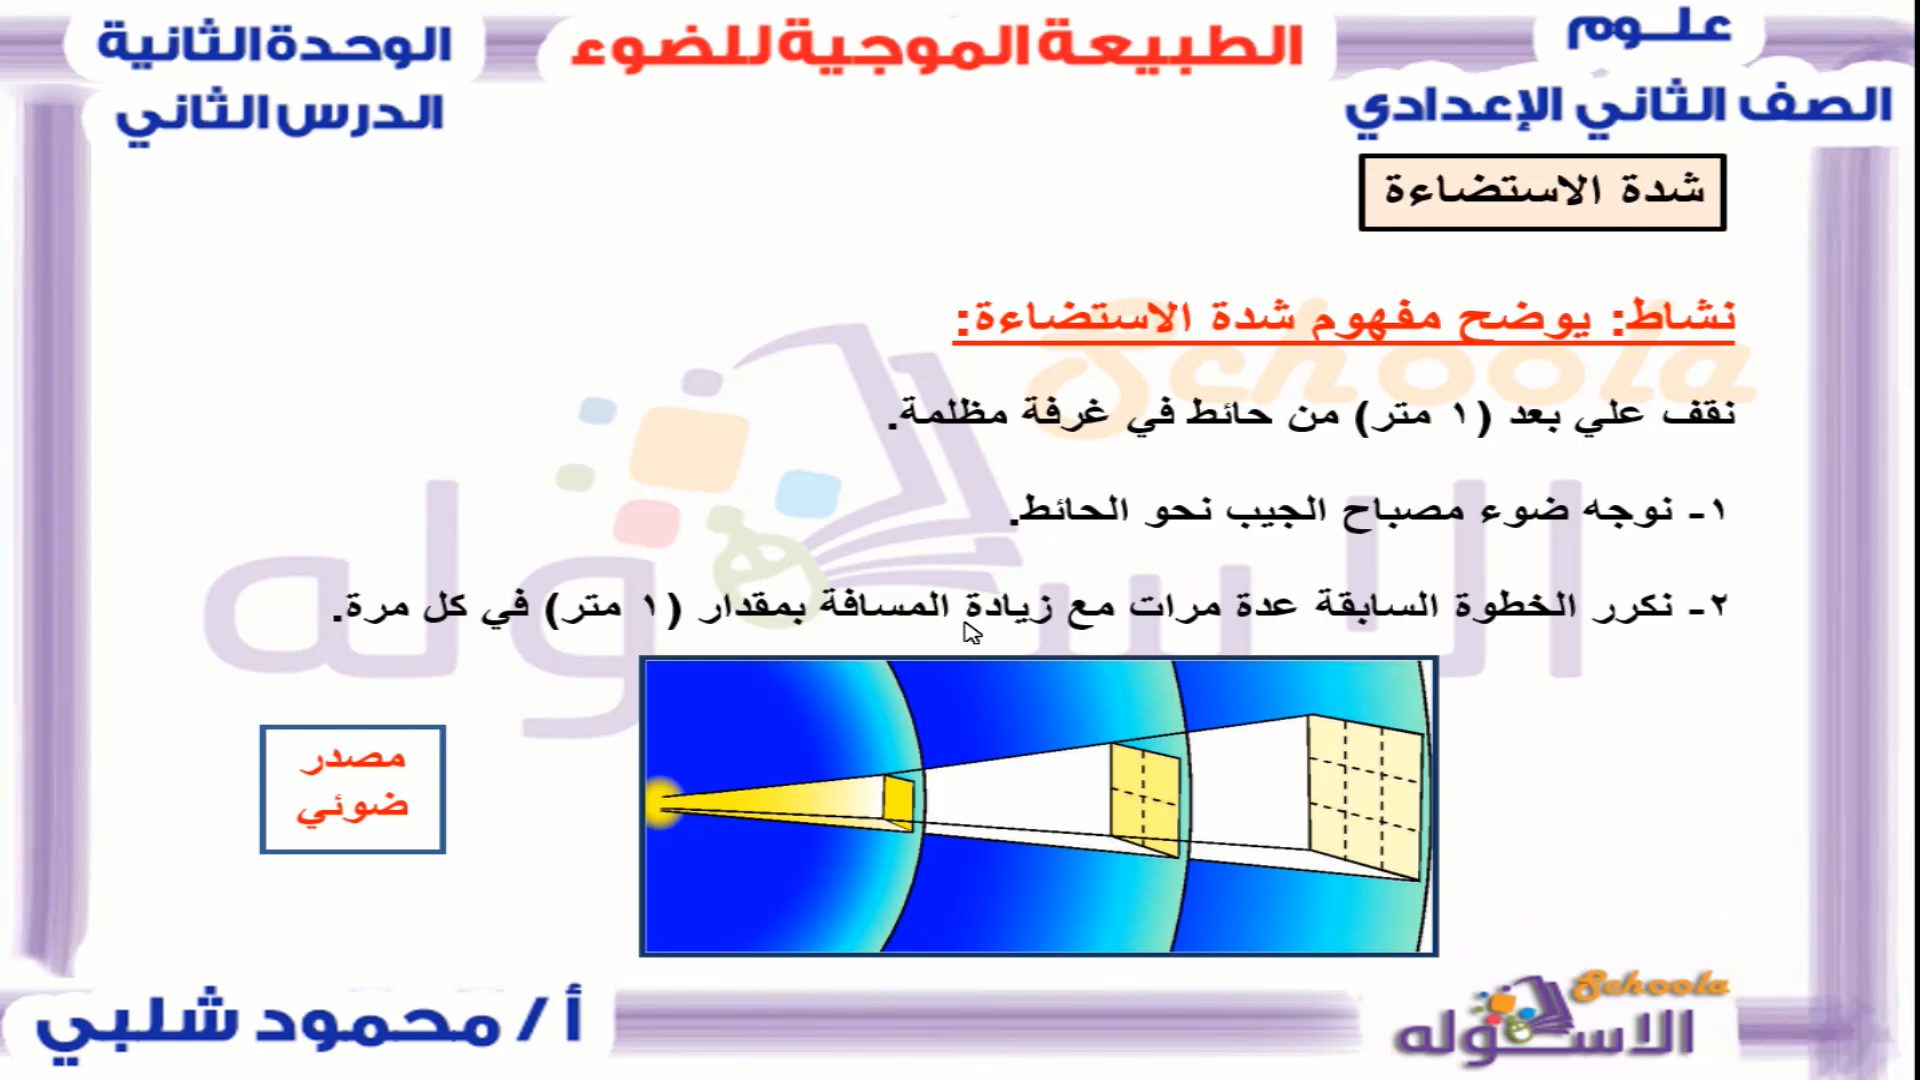 علـــوم
الصف الثاني الإعدادي
الطبيعة الموجية للضوء
الوحدة الثانية
الدرس الثاني
شدة الاستضاءة
نشاط: يوضح مفهوم شدة الاستضاءة:
نقف علي بعد (١ متر) من حائط في غرفة مظلمة.
١- نوجه ضوء مصباح الجيب نحو الحائط.
٢- نكرر الخطوة السابقة عدة مرات مع زيادة المسافة بمقدار (١ متر) في كل مرة.
مصدر
ضوئي
أ / محمود شلبي
Schoola
الاســـوله